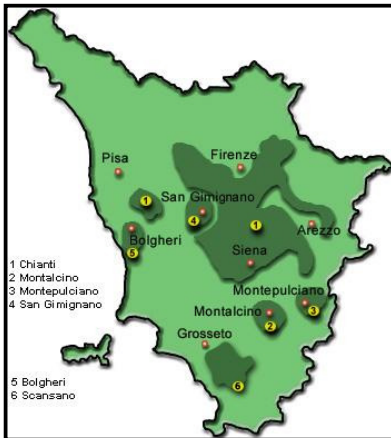 Firenze
Pisa
1
San Gimignano
4
1
Arezzo
Bolgheri
5
Siena
1 Chianti
2 Montalcino
3 Montepulciano
4 San Gimignano
Montepulciano
Montalcino
3
2
Grosseto
6
5 Bolgheri
6 Scansano